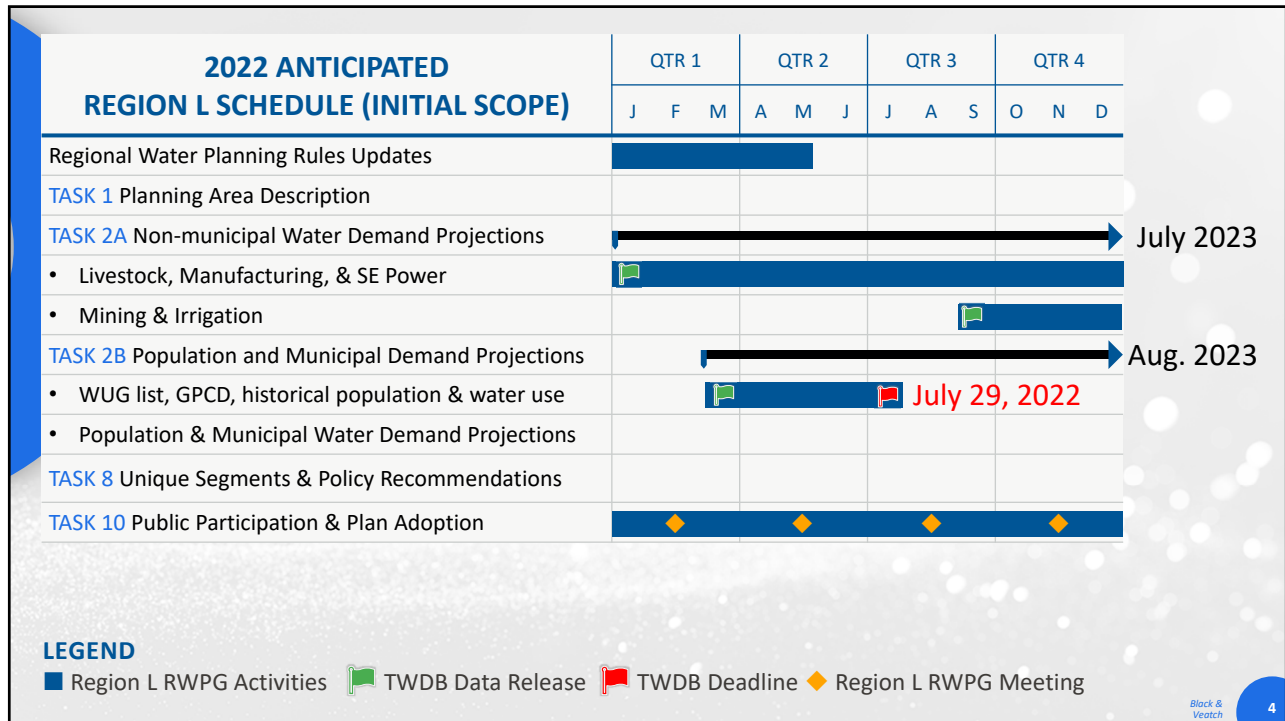 2022 ANTICIPATED
REGION L SCHEDULE (INITIAL SCOPE)
QTR 1 QTR 2 QTR 3 QTR 4
J F M A M J J A S O N D
Regional Water Planning Rules Updates
TASK 1 Planning Area Description
TASK 2A Non-municipal Water Demand Projections July 2023
• Livestock, Manufacturing, & SE Power
• Mining & Irrigation
TASK 2B Population and Municipal Demand Projections Aug. 2023
• WUG list, GPCD, historical population & water use July 29, 2022
• Population & Municipal Water Demand Projections
TASK 8 Unique Segments & Policy Recommendations
TASK 10 Public Participation & Plan Adoption
LEGEND
Region L RWPG Activities TWDB Data Release TWDB Deadline Region L RWPG Meeting
Black &
Veatch
4